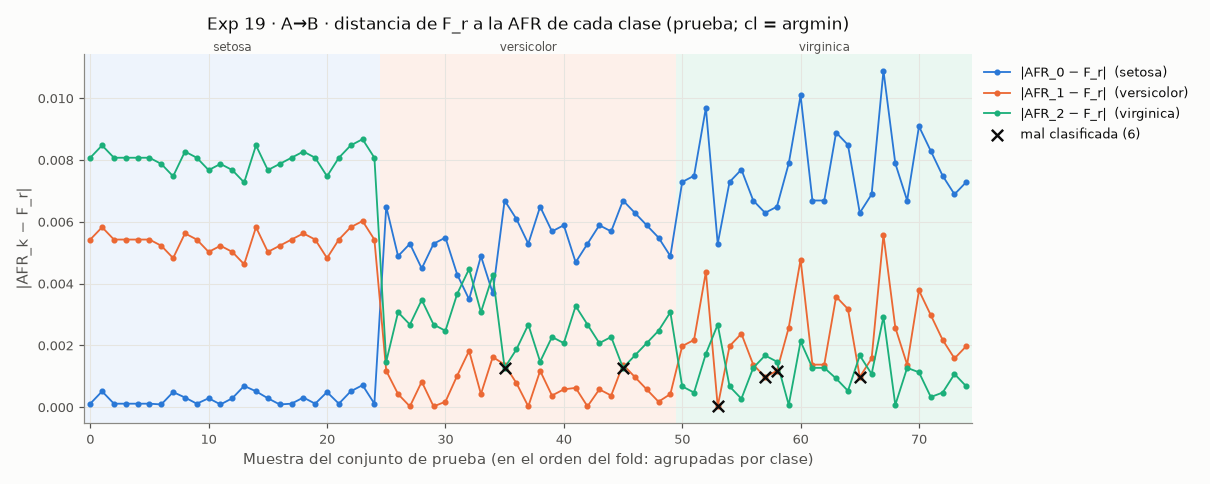 Exp 19 · A→B · distancia de F_r a la AFR de cada clase (prueba; cl = argmin)
setosa
versicolor
virginica
|AFR_0 − F_r| (setosa)
|AFR_1 − F_r| (versicolor)
|AFR_2 − F_r| (virginica)
mal clasificada (6)
|AFR_k − F_r|
0.010
0.008
0.006
0.004
0.002
0.000
0
10
20
30
40
50
60
70
Muestra del conjunto de prueba (en el orden del fold: agrupadas por clase)